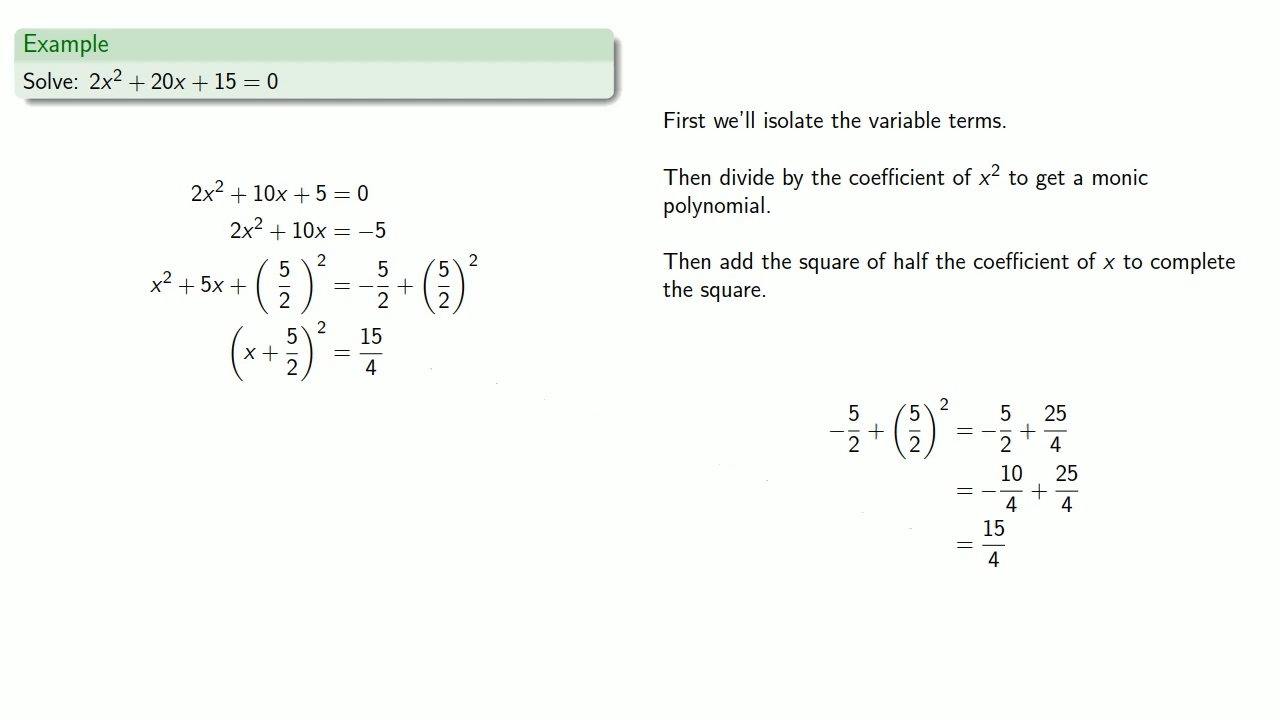 Example
Solve: 2x² + 20x + 15 = 0
First we'll isolate the variable terms.
Then divide by the coefficient of x² to get a monic
polynomial.
Then add the square of half the coefficient of x to complete
the square.
2x² + 10x + 5 = 0
2x² + 10x = −5
x² + 5x + (5/2)² = −5/2 + (5/2)²
(x + 5/2)² = 15/4
−5/2 + (5/2)² = −5/2 + 25/4
= −10/4 + 25/4
= 15/4